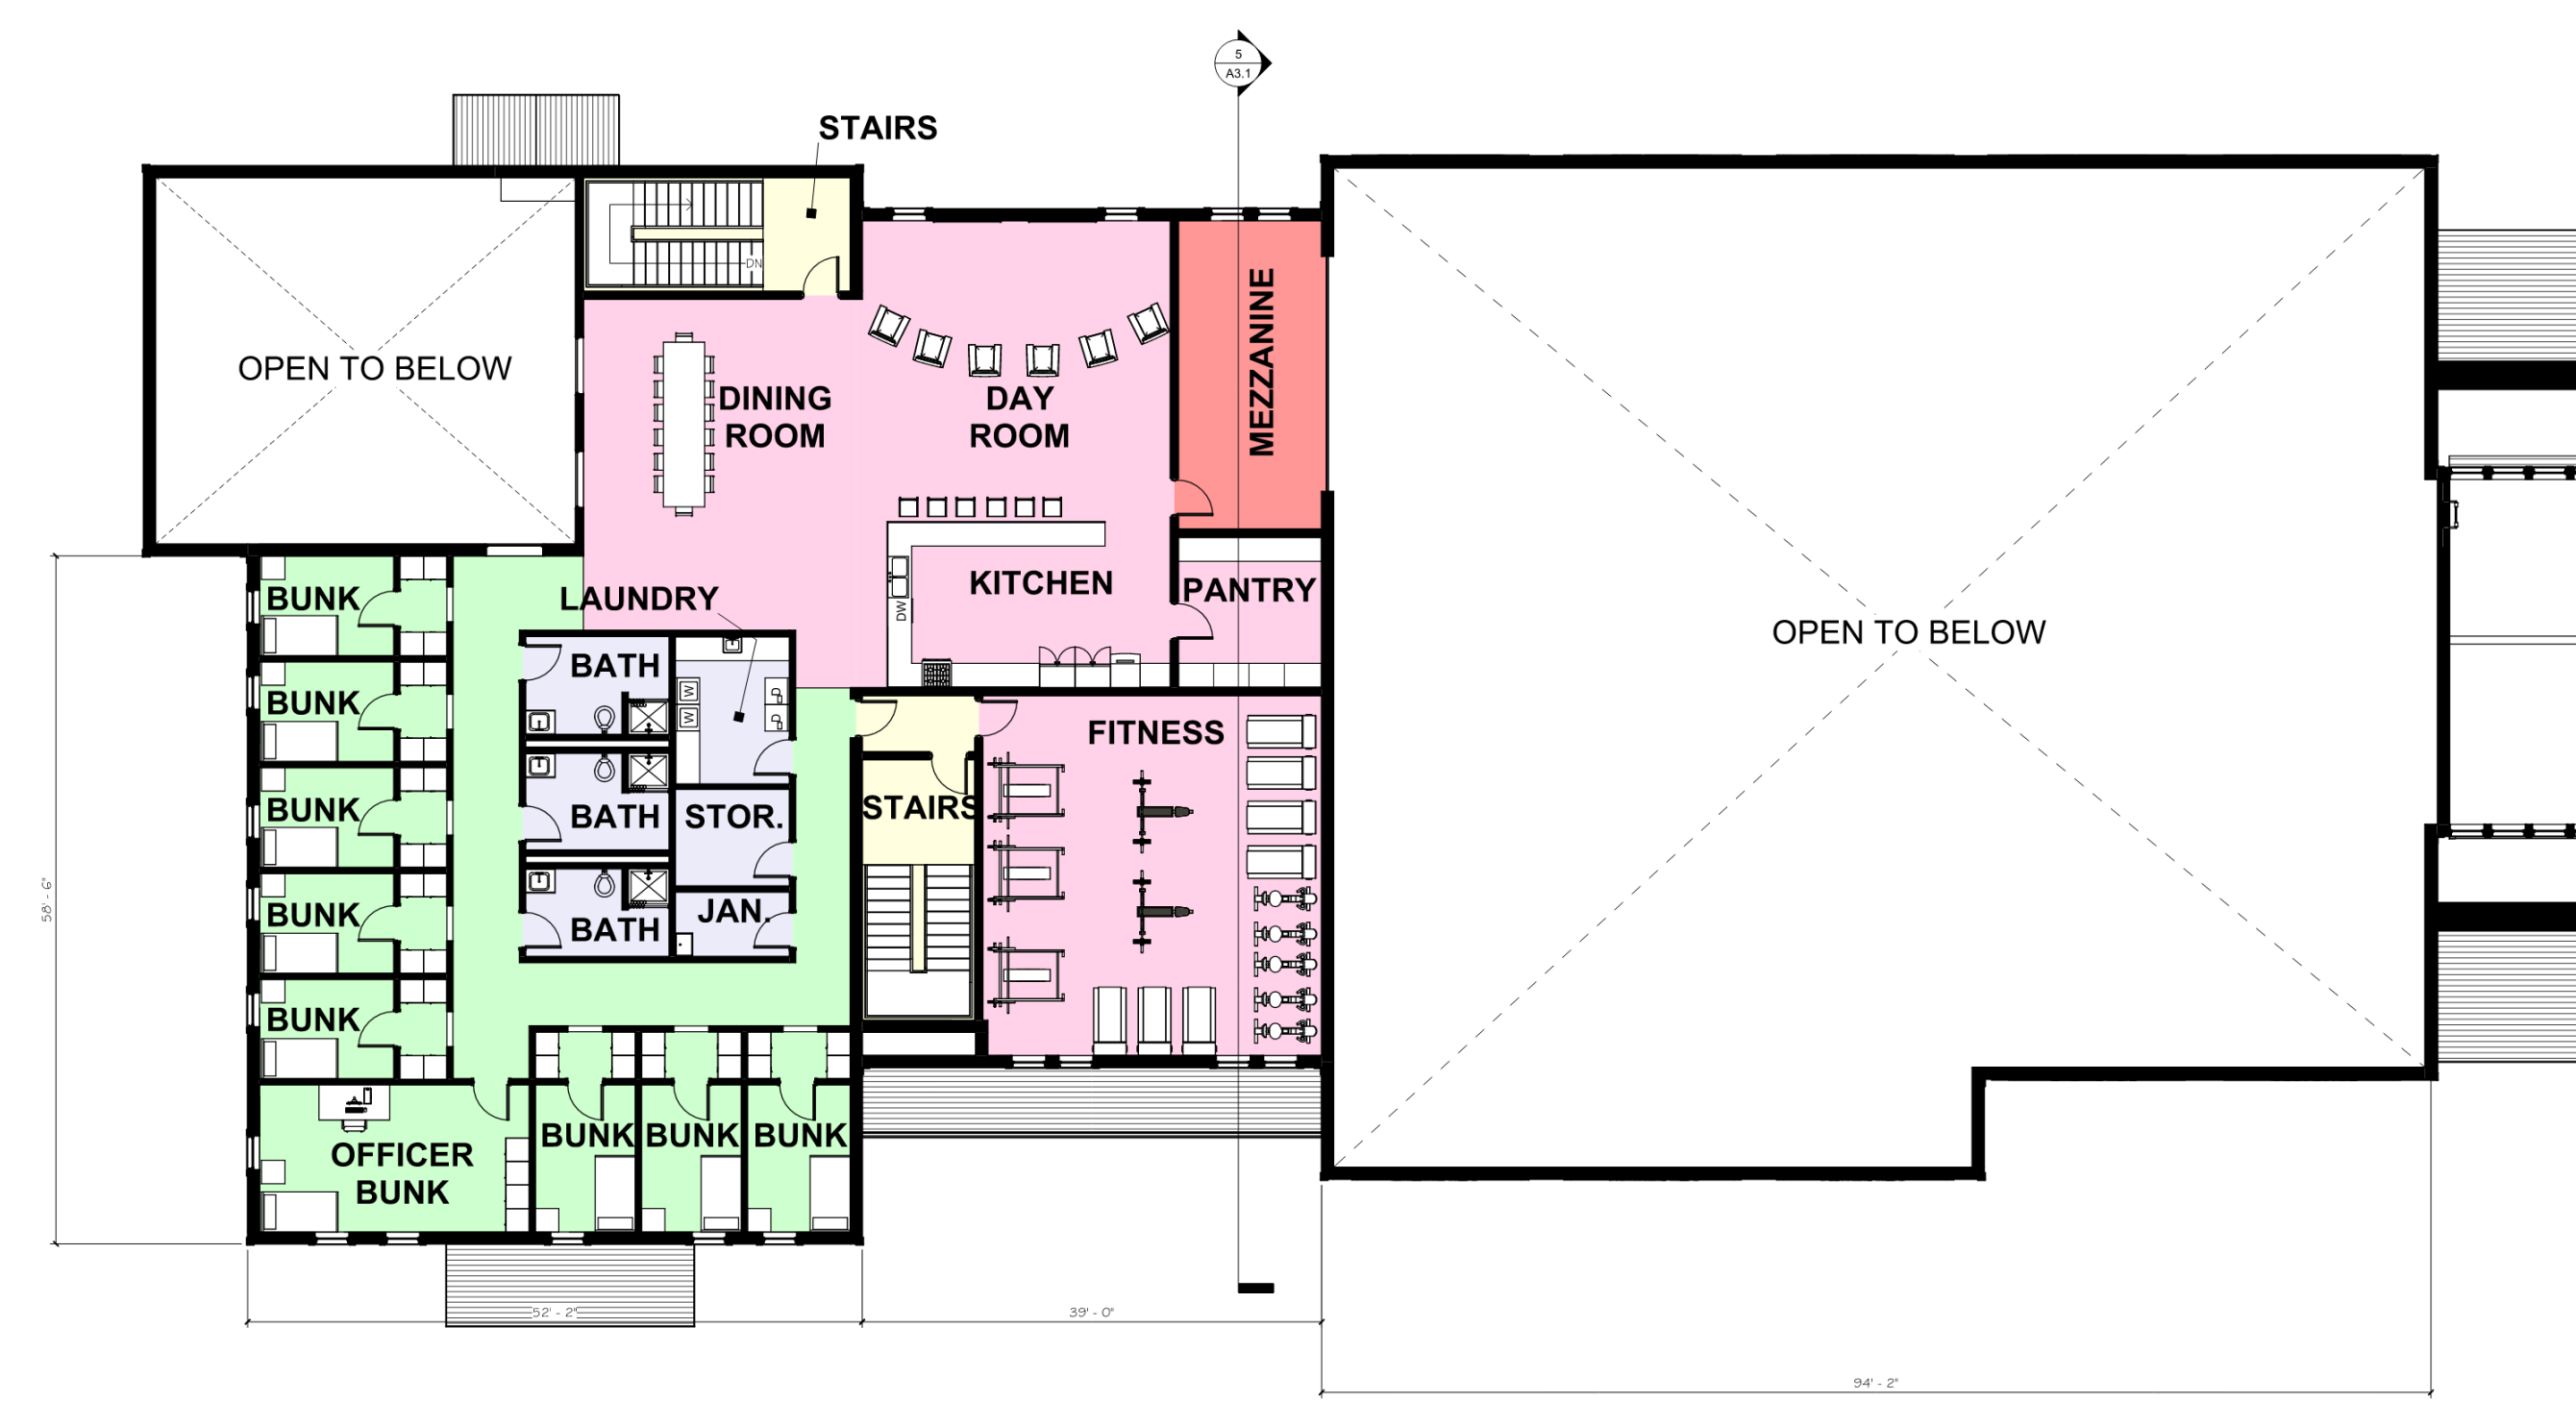 5
A3.1
STAIRS
DN
MEZZANINE
OPEN TO BELOW
DINING
ROOM
DAY
ROOM
OPEN TO BELOW
KITCHEN
PANTRY
DW
LAUNDRY
BUNK
BATH
W
D
W
D
BUNK
FITNESS
BUNK
BATH
STOR.
STAIRS
BUNK
BATH
JAN.
BUNK
58' - 6"
OFFICER
BUNK
BUNK
BUNK
BUNK
52' - 2"
39' - 0"
94' - 2"